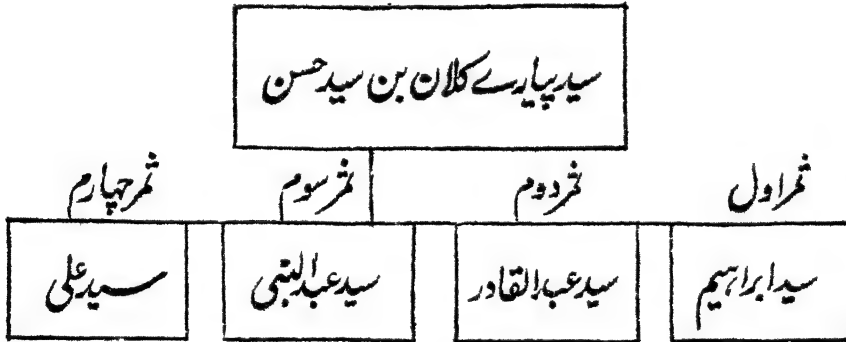 سید پیارے کلان بن سید حسن
ثمر اول ثمر دوم ثمر سوم ثمر چہارم
سید ابراہیم سید عبدالقادر سید عبدالنبی سید علی